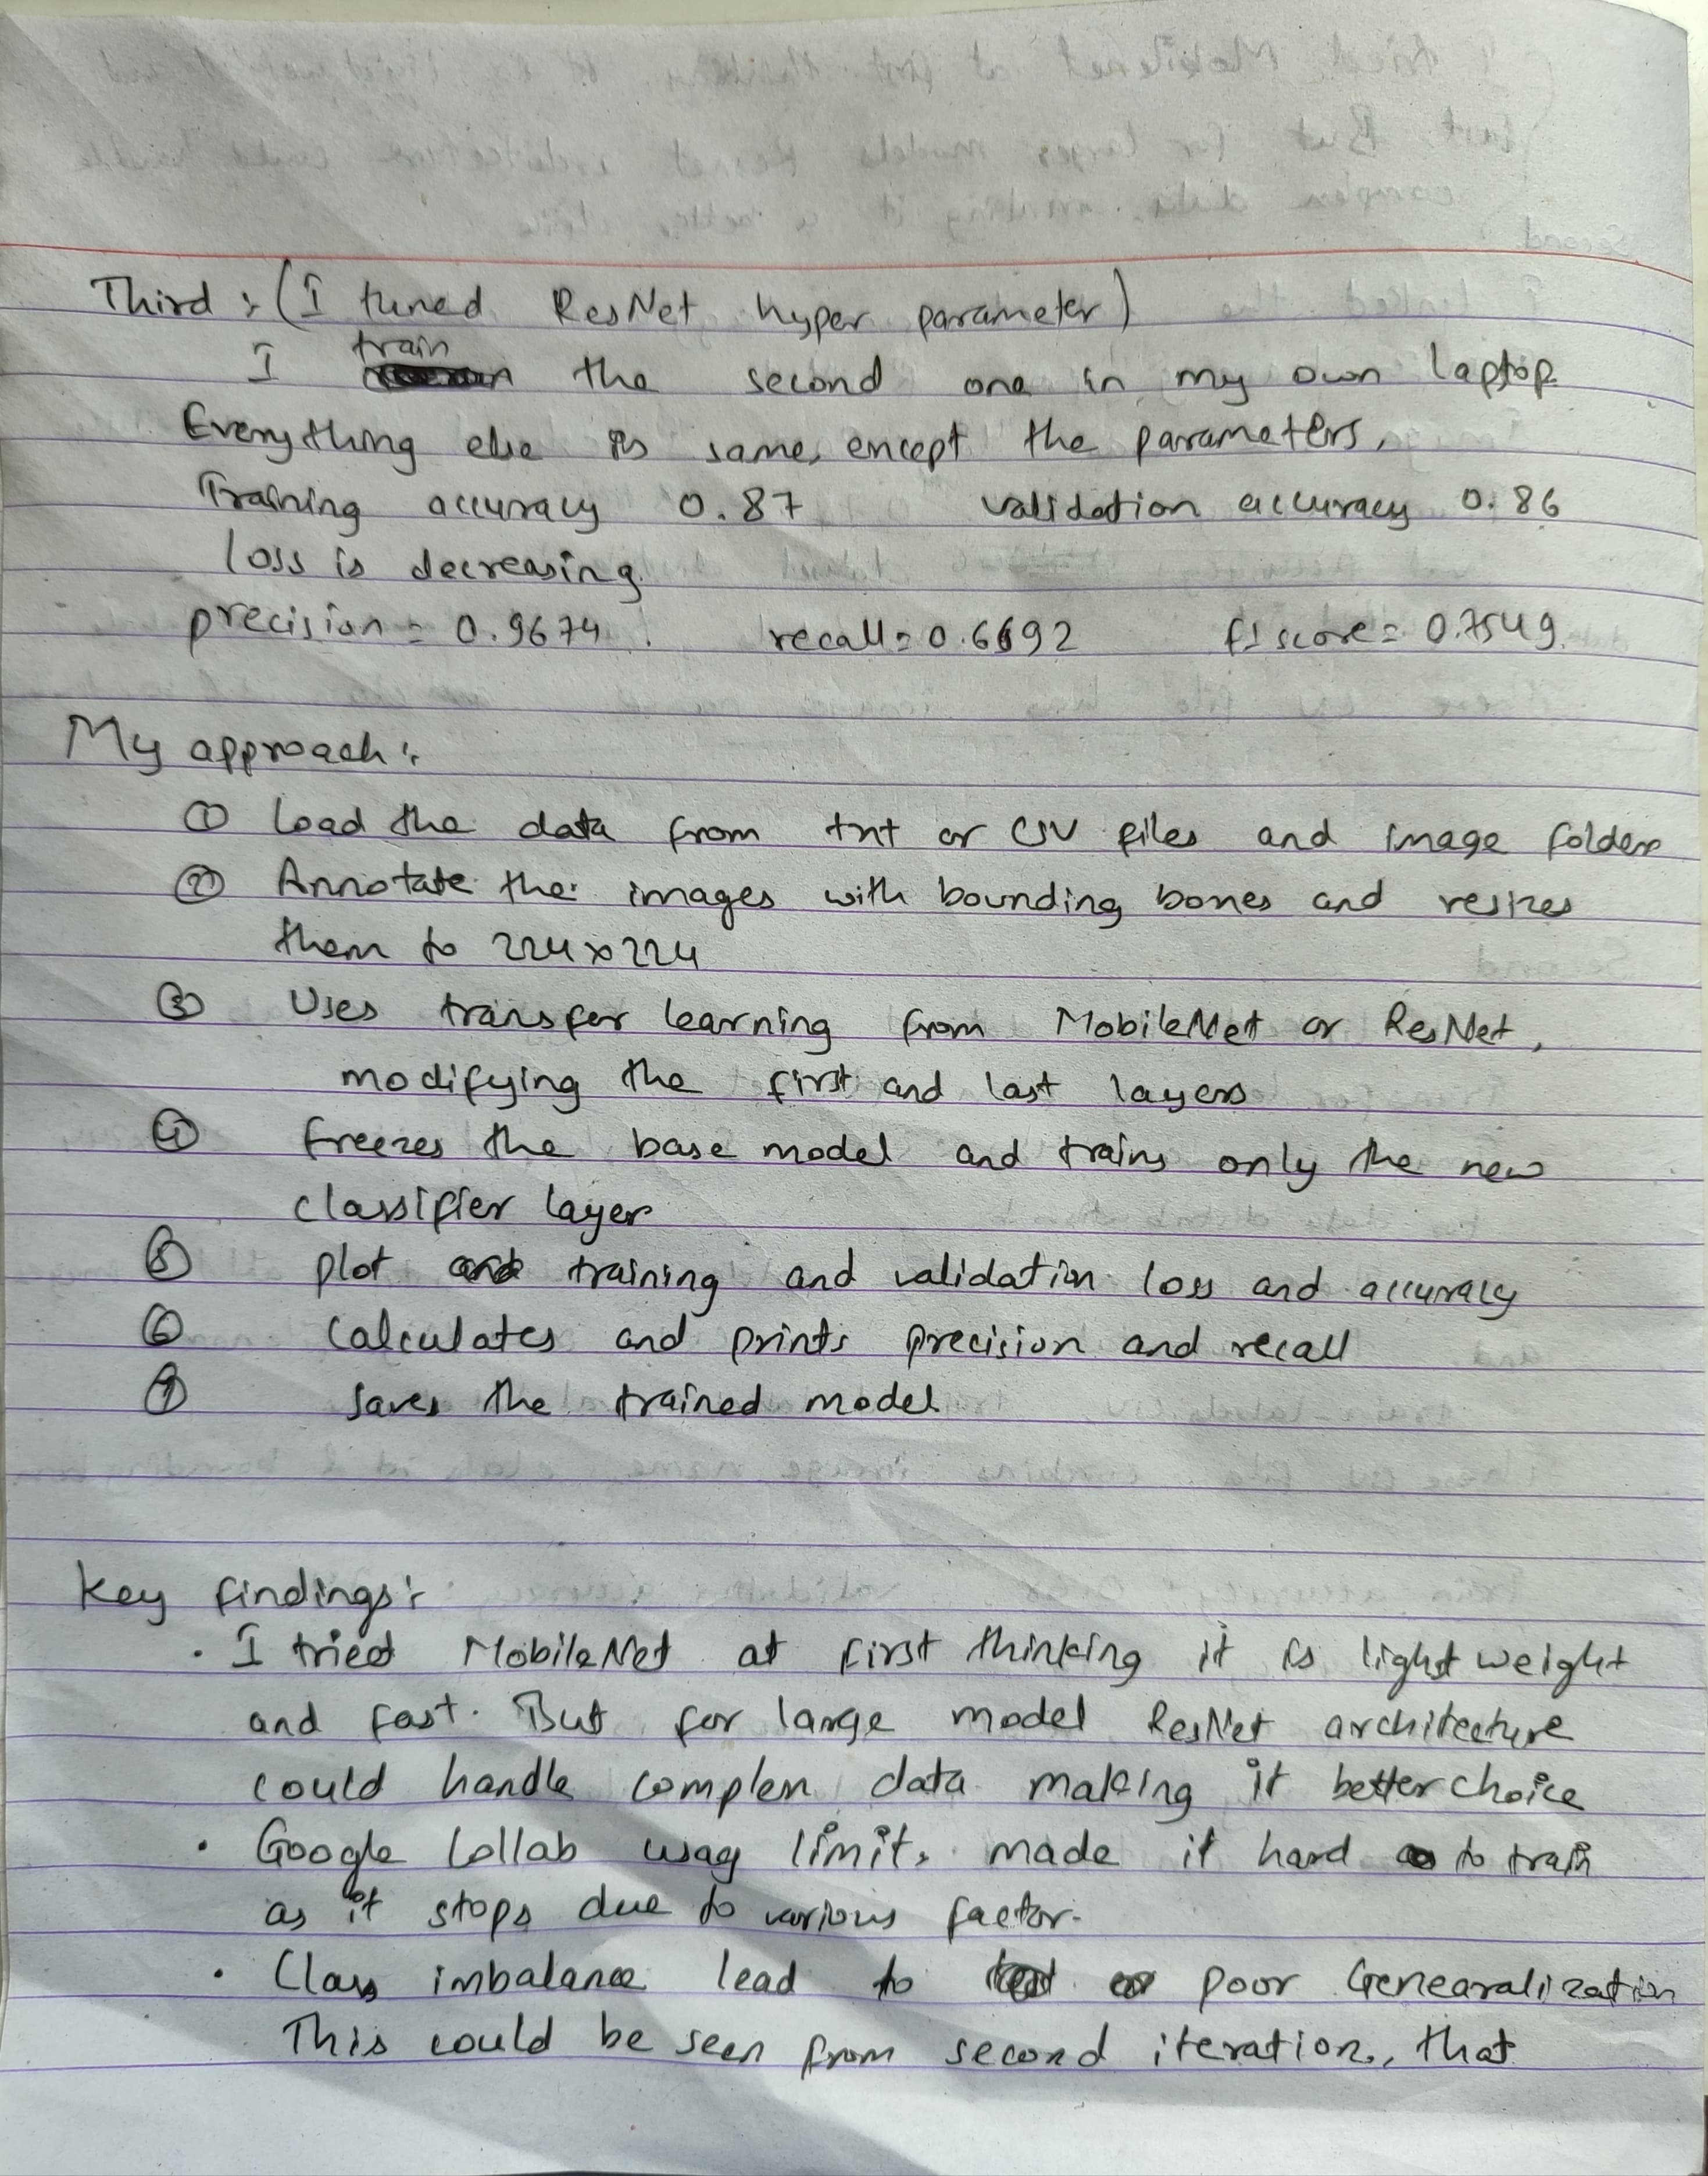 Third : (I tuned ResNet hyper parameter)
I train the second one in my own laptop
Everything else is same, except the parameters,
Training accuracy 0.87 validation accuracy 0.86
loss is decreasing.
precision = 0.9674 . recall = 0.6692 f1 score = 0.7549.
My approach :
① Load the data from txt or CSV files and image folder
② Annotate the images with bounding boxes and resizes
them to 224 x 224
③ Uses transfer learning from MobileNet or ResNet,
modifying the first and last layers
④ freezes the base model and trains only the new
classifier layer
⑤ plot training and validation loss and accuracy
⑥ Calculates and prints precision and recall
⑦ saves the trained model
Key findings :
· I tried MobileNet at first thinking it is light weight
and fast. But for large model ResNet architecture
could handle complex data making it better choice
· Google Collab usag limit, made it hard to train
as it stops due to various factor.
· Class imbalance lead to poor Genearalization
This could be seen from second iteration, that